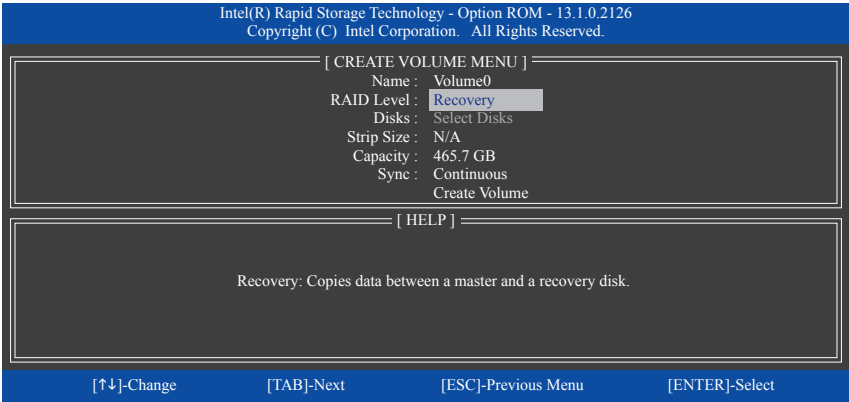 Intel(R) Rapid Storage Technology - Option ROM - 13.1.0.2126
Copyright (C) Intel Corporation. All Rights Reserved.
[ CREATE VOLUME MENU ]
Name : Volume0
RAID Level : Recovery
Disks : Select Disks
Strip Size : N/A
Capacity : 465.7 GB
Sync : Continuous
Create Volume
[ HELP ]
Recovery: Copies data between a master and a recovery disk.
[↑↓]-Change [TAB]-Next [ESC]-Previous Menu [ENTER]-Select